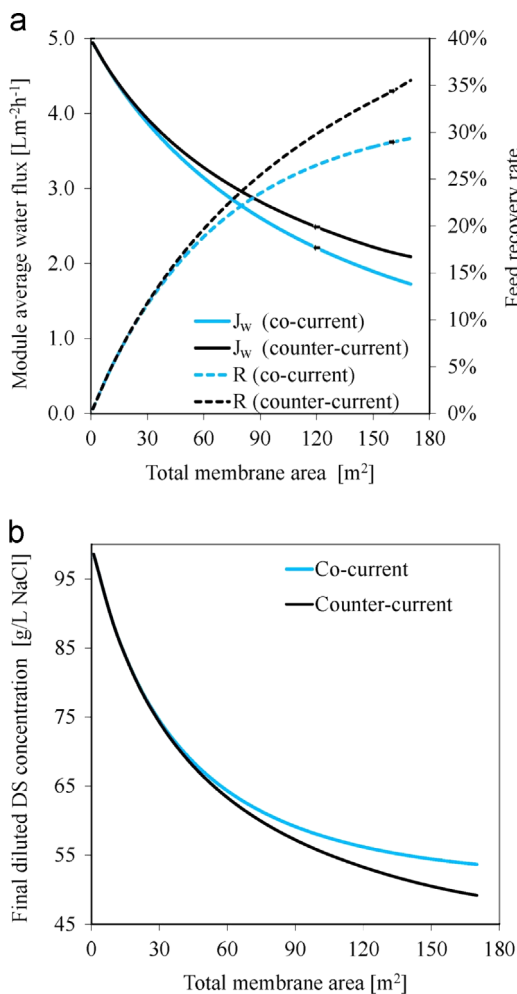 a
5.0
4.0
3.0
2.0
1.0
0.0
Module average water flux [Lm-2h-1]
40%
35%
30%
25%
20%
15%
10%
5%
0%
Feed recovery rate
Jw (co-current)
Jw (counter-current)
R (co-current)
R (counter-current)
0 30 60 90 120 150 180
Total membrane area [m²]
b
95
85
75
65
55
45
Final diluted DS concentration [g/L NaCl]
Co-current
Counter-current
0 30 60 90 120 150 180
Total membrane area [m²]